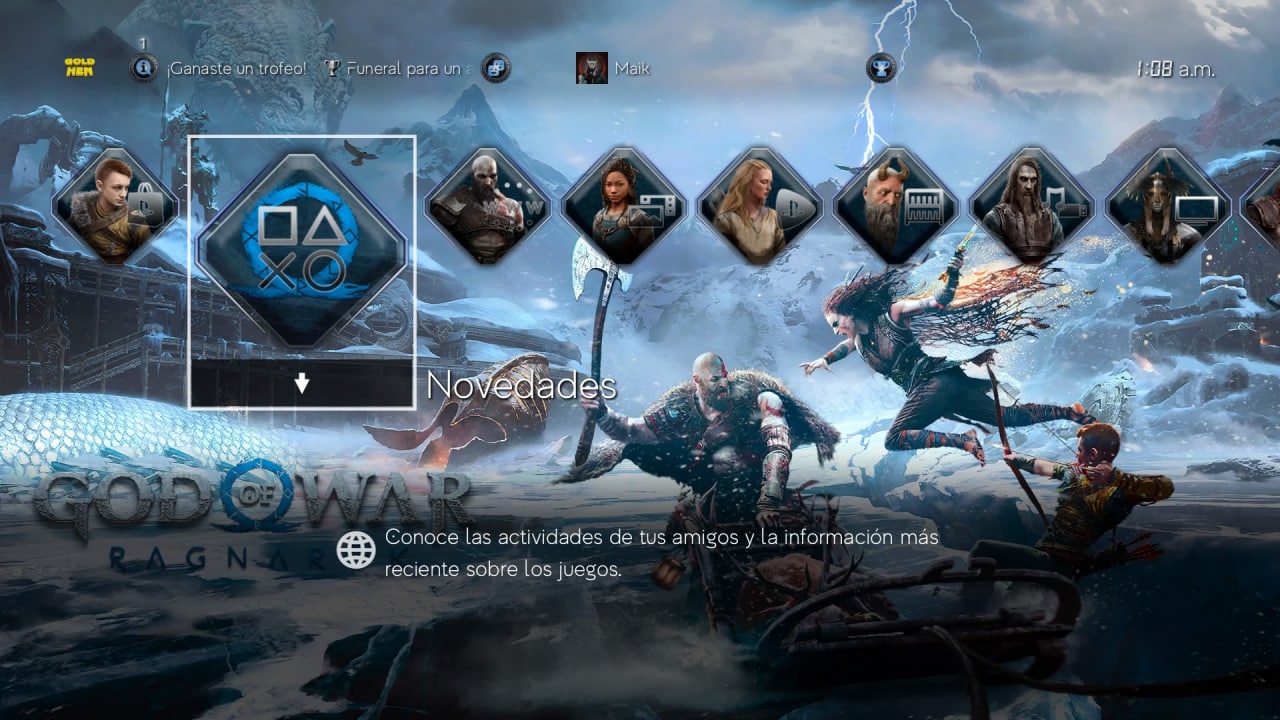 GOLD
HEN
1
¡Ganaste un trofeo!
Funeral para un a
Maik
1:08 a.m.
W
Novedades
GOD OF WAR
RAGNARÖK
Conoce las actividades de tus amigos y la información más
reciente sobre los juegos.